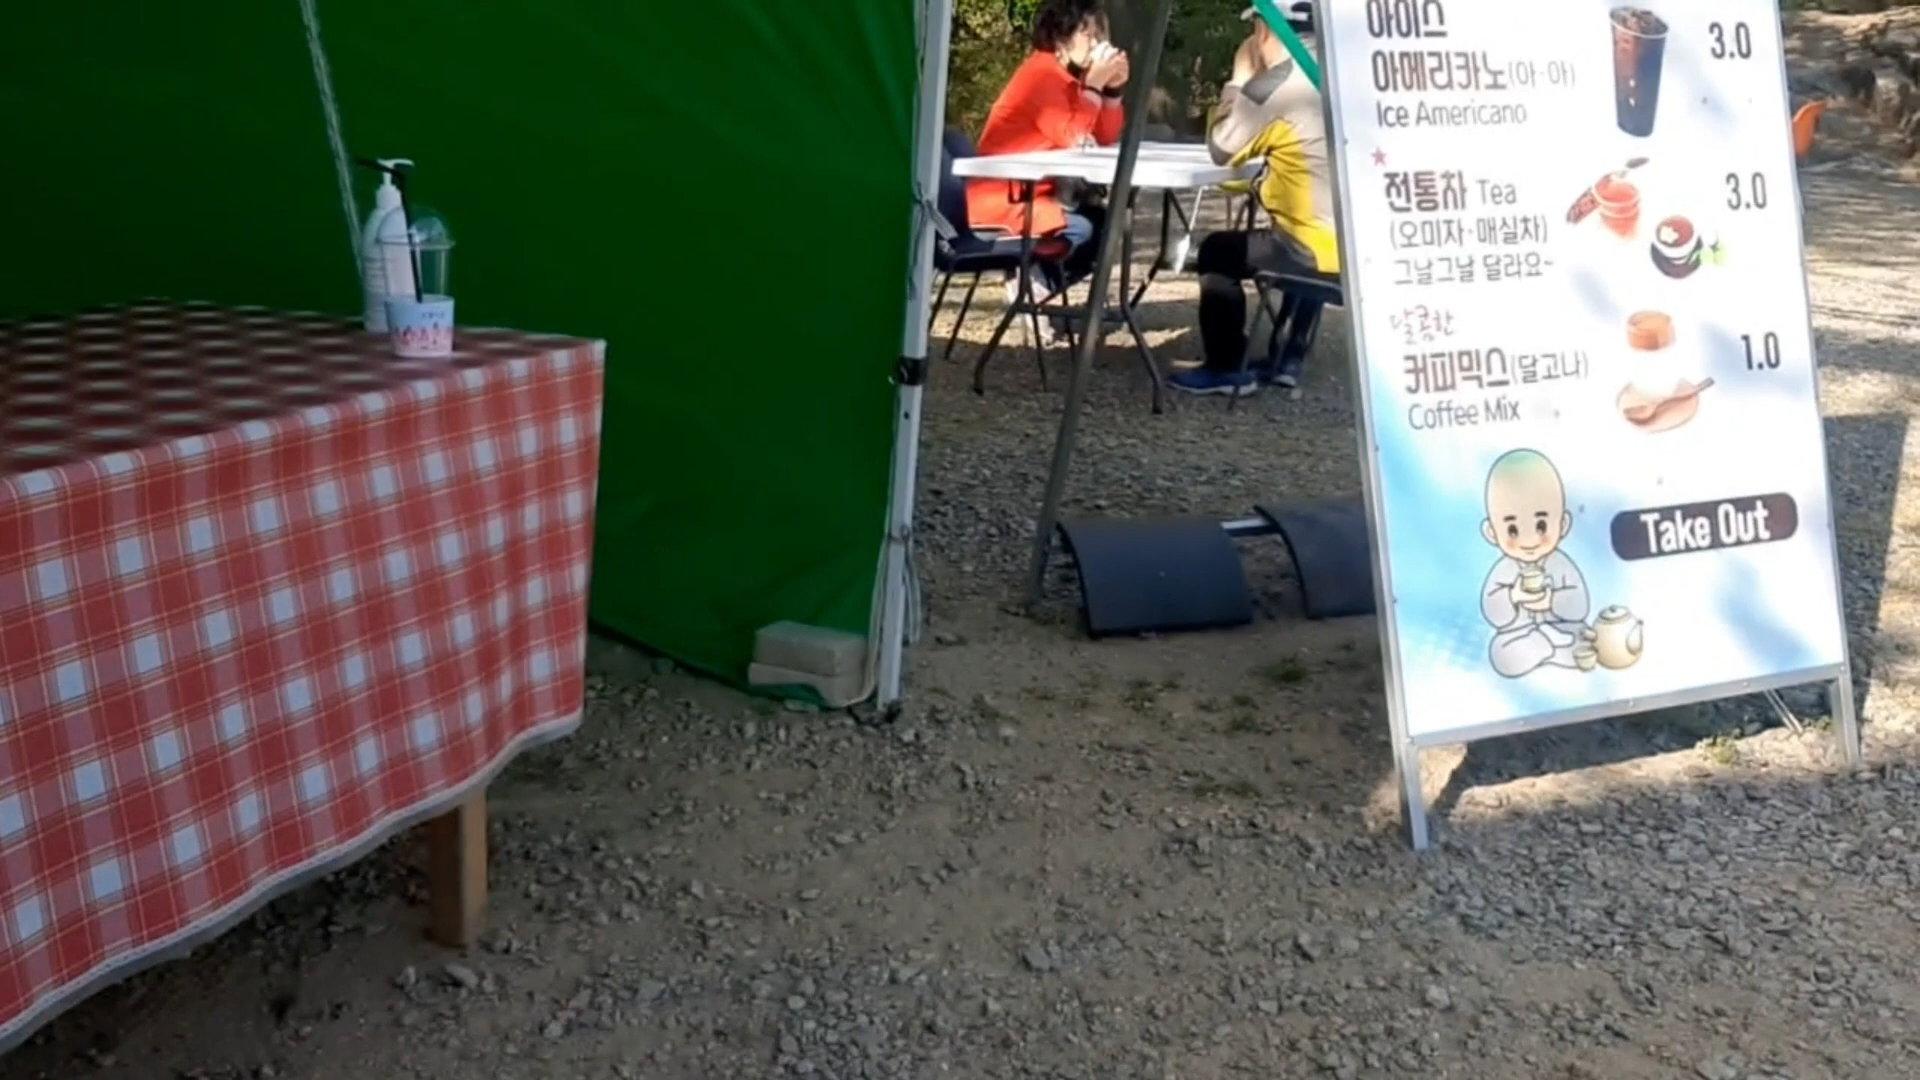 아이스
아메리카노(아·아) 3.0
Ice Americano
전통차 Tea 3.0
(오미자·매실차)
그날그날 달라요~
달콤한
커피믹스(달고나) 1.0
Coffee Mix
Take Out